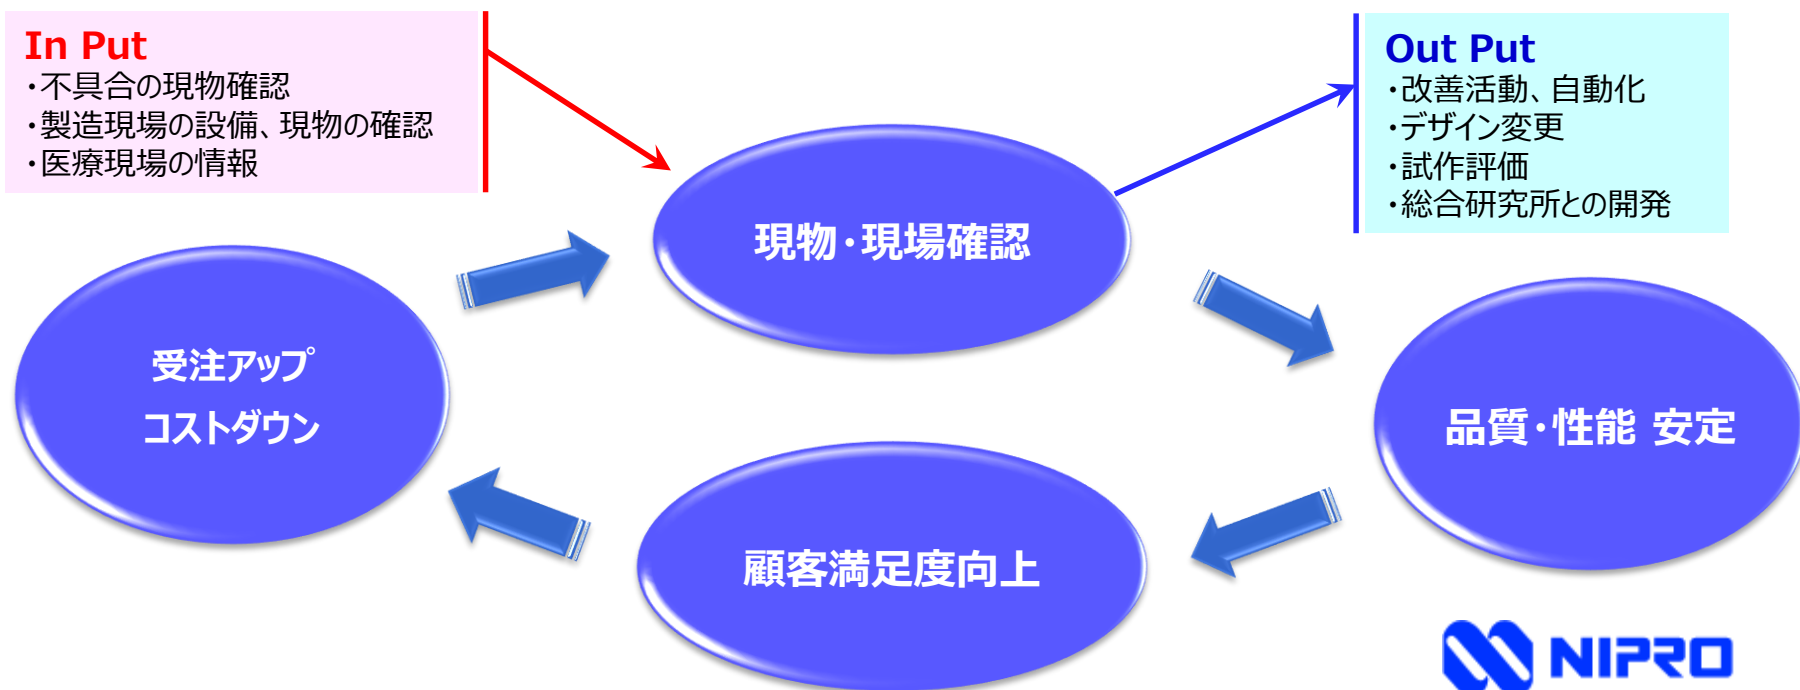 In Put
・不具合の現物確認
・製造現場の設備、現物の確認
・医療現場の情報
Out Put
・改善活動、自動化
・デザイン変更
・試作評価
・総合研究所との開発
現物・現場確認
受注アップ
コストダウン
品質・性能 安定
顧客満足度向上
NIPRO